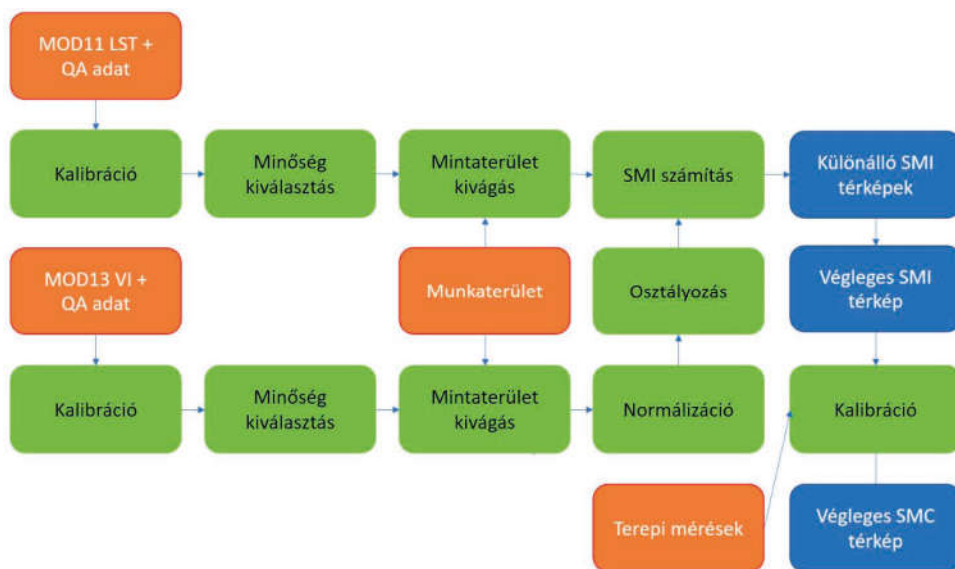 MOD11 LST +
QA adat
Kalibráció
Minőség
kiválasztás
Mintaterület
kivágás
SMI számítás
Különálló SMI
térképek
MOD13 VI +
QA adat
Munkaterület
Osztályozás
Végleges SMI
térkép
Kalibráció
Minőség
kiválasztás
Mintaterület
kivágás
Normálizáció
Kalibráció
Terepi mérések
Végleges SMC
térkép